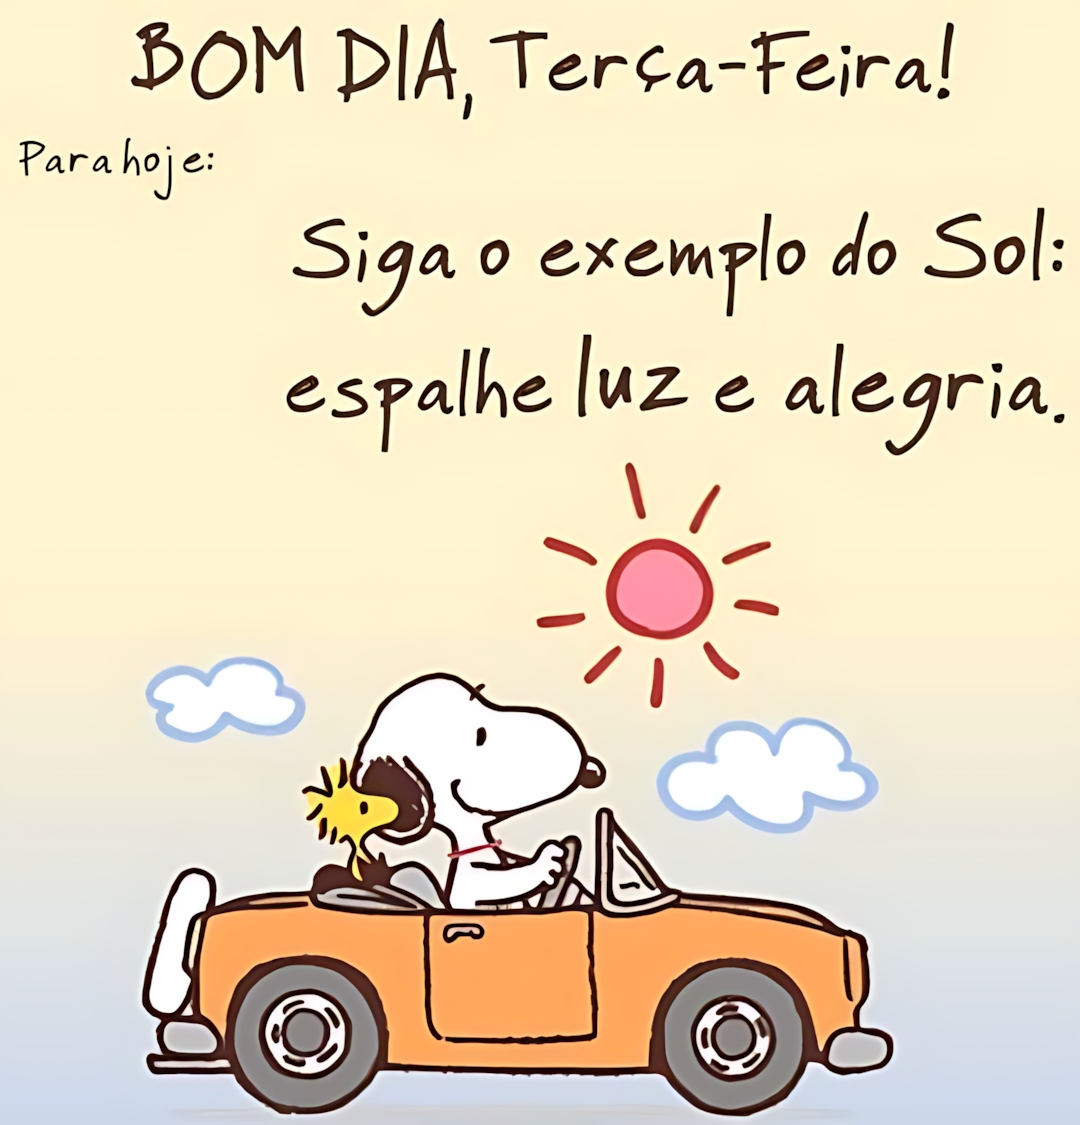 BOM DIA, Terça-Feira!
Para hoje:
Siga o exemplo do Sol:
espalhe luz e alegria.